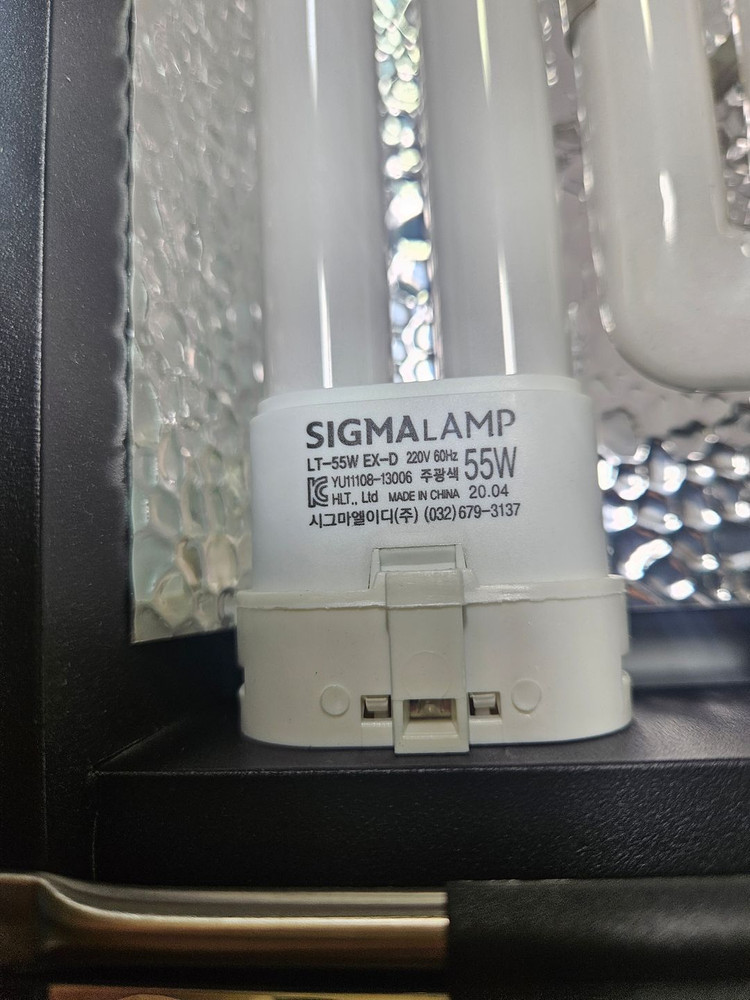 SIGMALAMP
LT-55W EX-D 220V 60Hz 55W
YU11108-13006 주광색
HLT., Ltd MADE IN CHINA 20.04
시그마엘이디(주) (032)679-3137